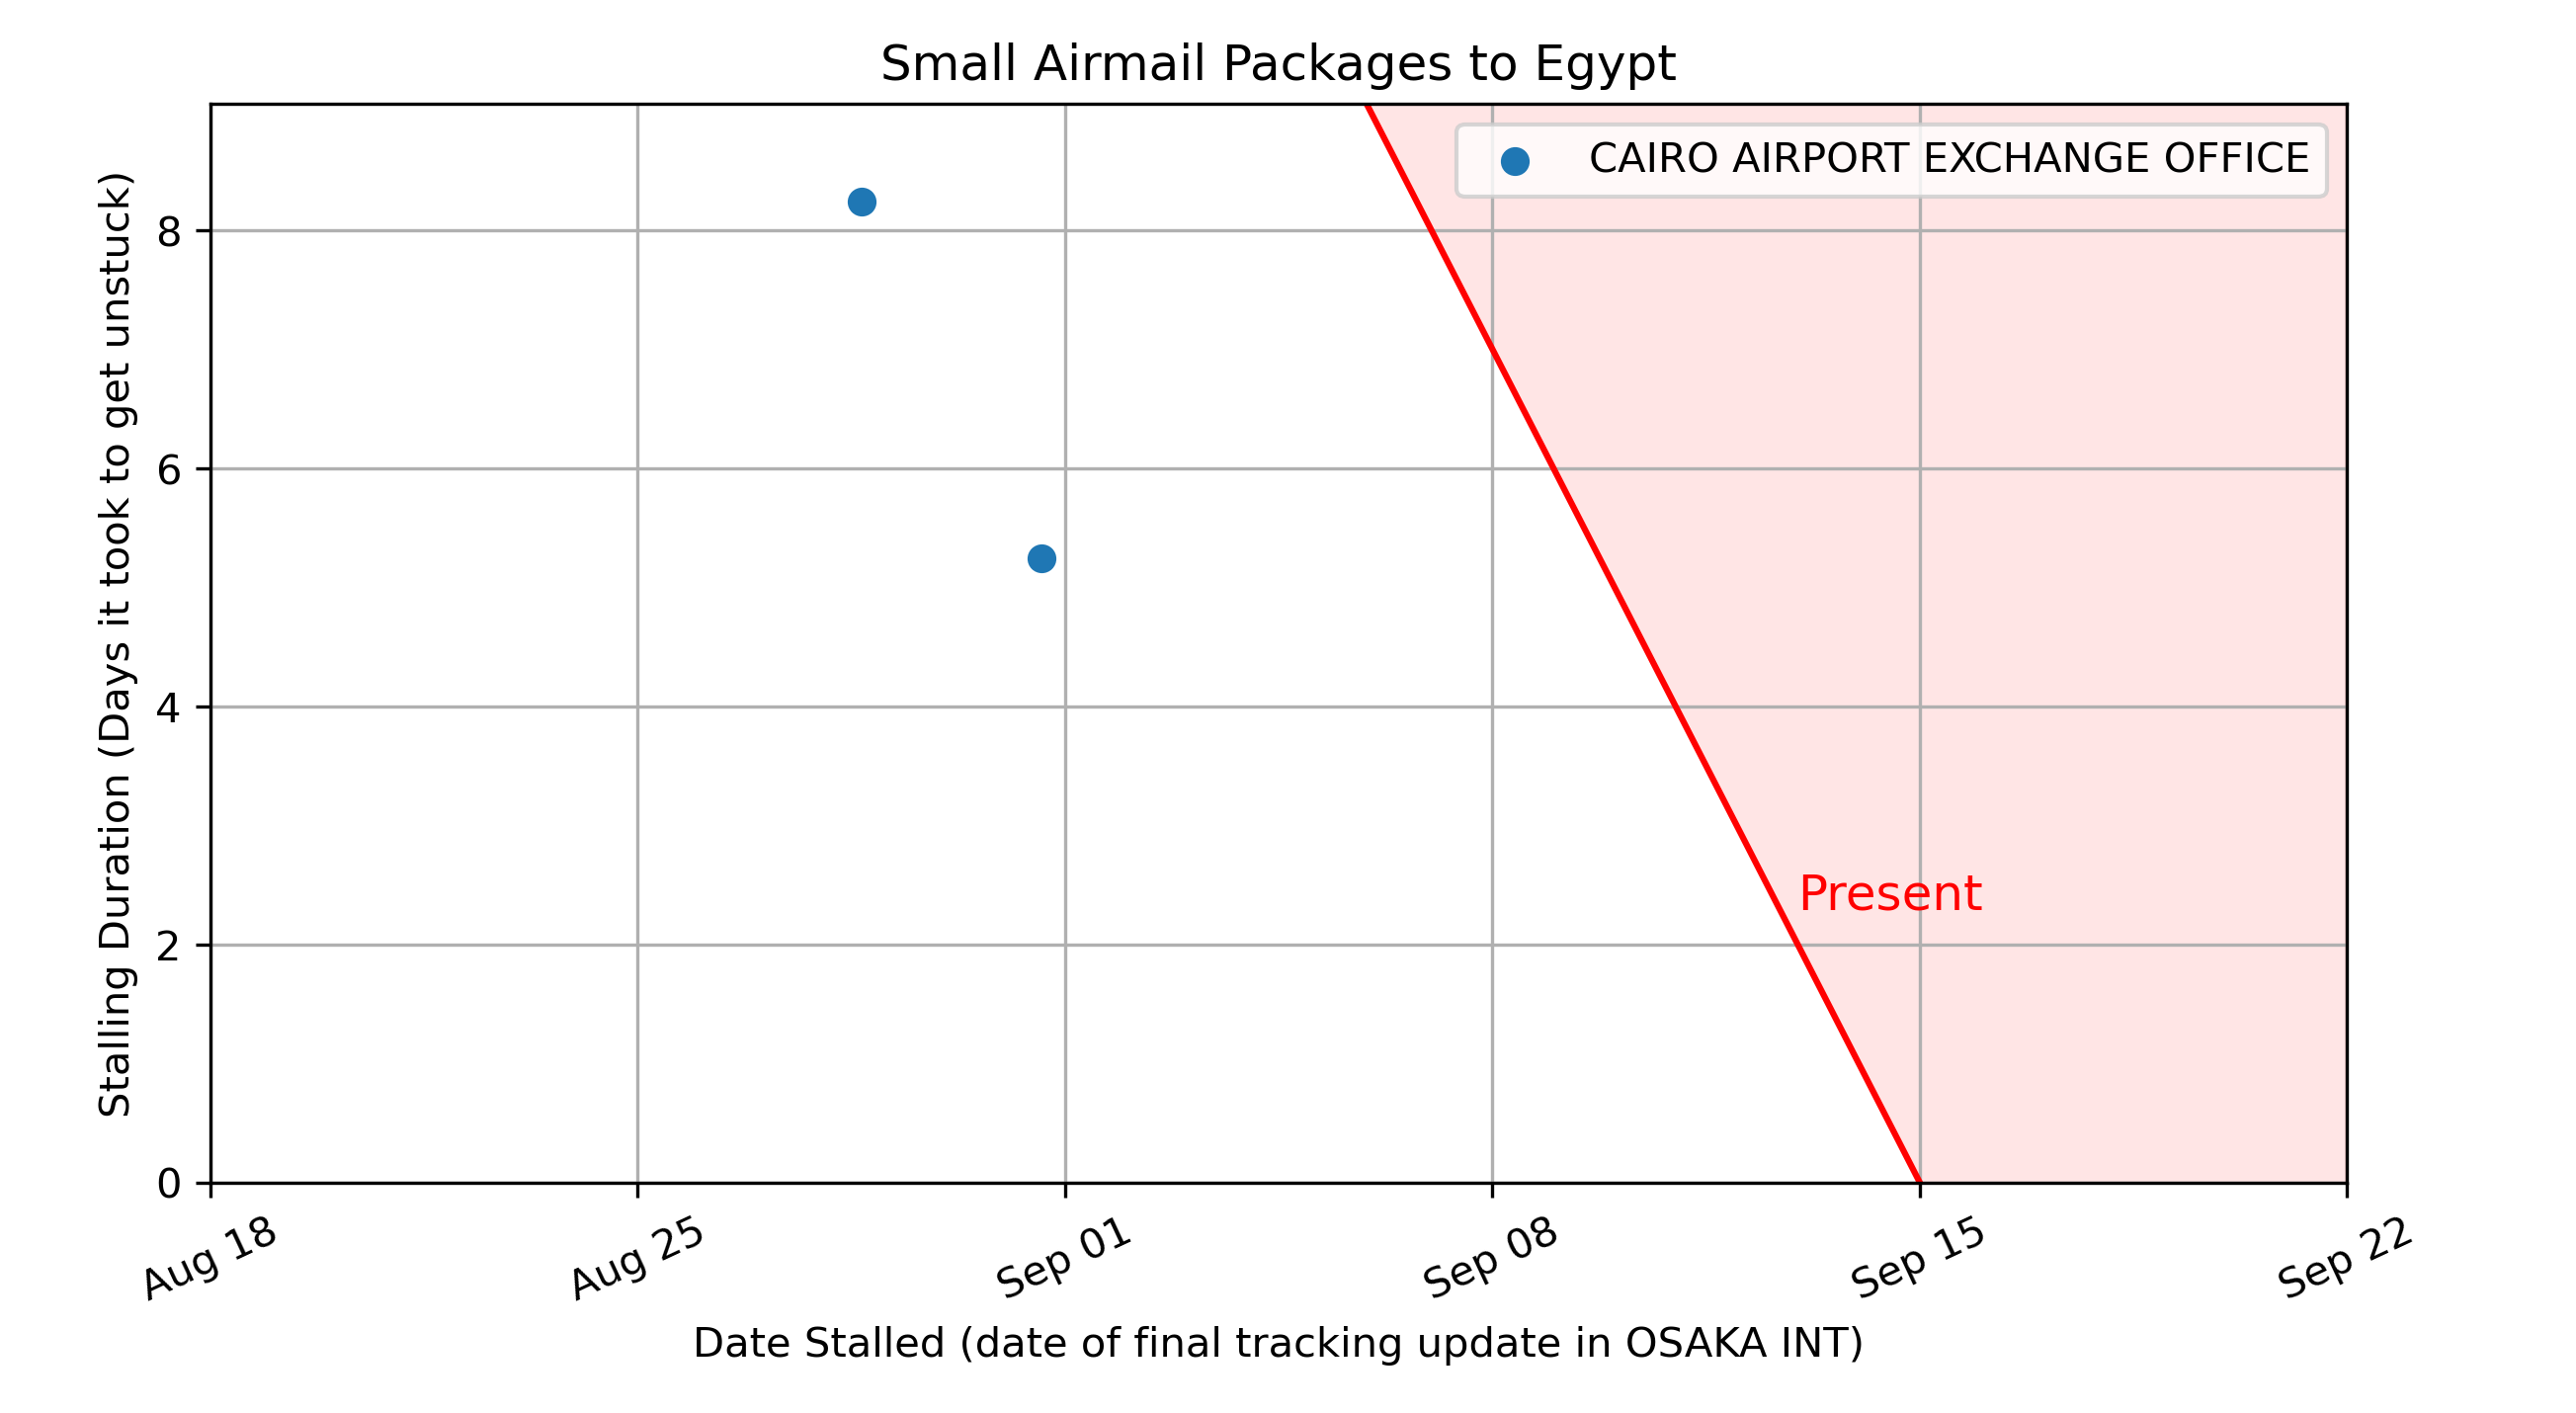 Small Airmail Packages to Egypt
CAIRO AIRPORT EXCHANGE OFFICE
Stalling Duration (Days it took to get unstuck)
8
6
4
2
0
Present
Aug 18
Aug 25
Sep 01
Sep 08
Sep 15
Sep 22
Date Stalled (date of final tracking update in OSAKA INT)